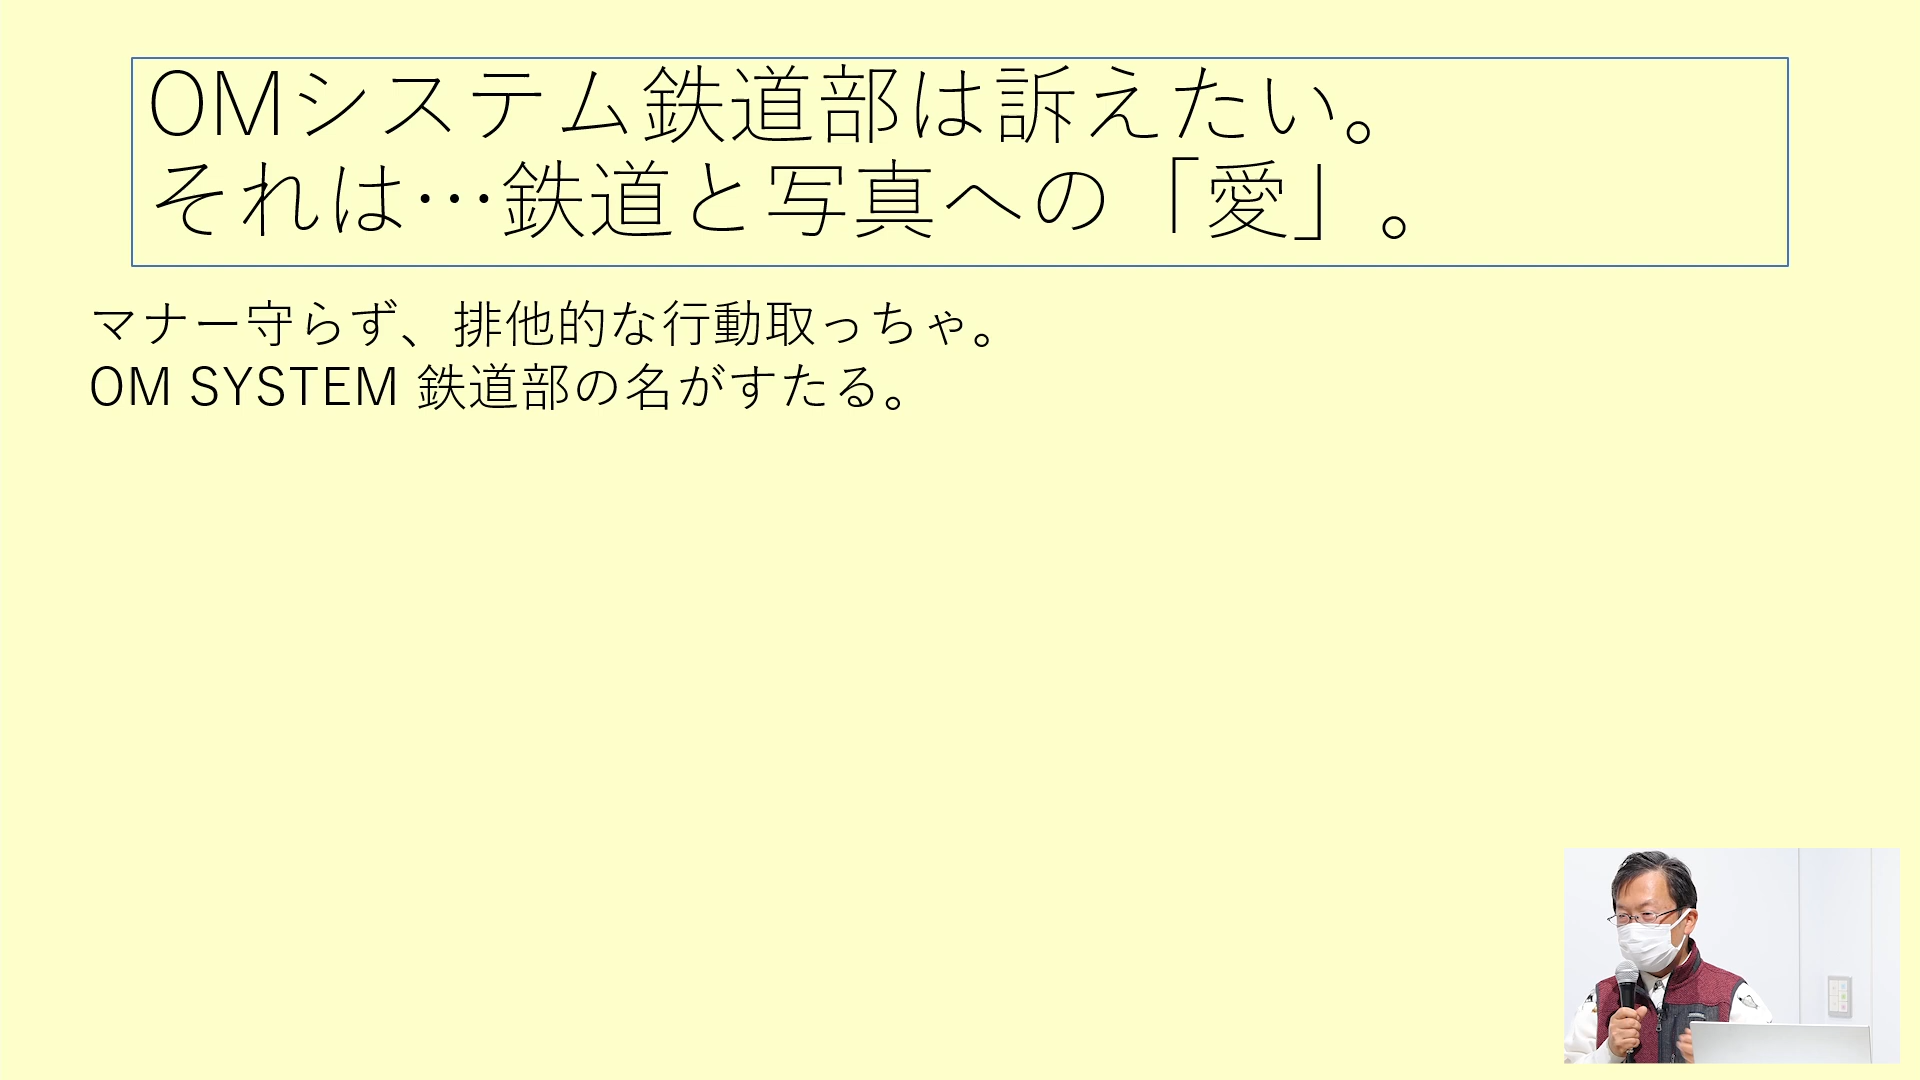 OMシステム鉄道部は訴えたい。
それは…鉄道と写真への「愛」。
マナー守らず、排他的な行動取っちゃ。
OM SYSTEM 鉄道部の名がすたる。